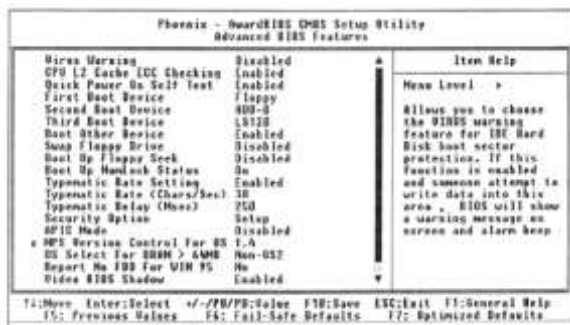 Phoenix - AwardBIOS CMOS Setup Utility
Advanced BIOS Features
Virus Warning Disabled
CPU L2 Cache ECC Checking Enabled
Quick Power On Self Test Enabled
First Boot Device Floppy
Second Boot Device HDD-0
Third Boot Device LS120
Boot Other Device Enabled
Swap Floppy Drive Disabled
Boot Up Floppy Seek Disabled
Boot Up NumLock Status On
Typematic Rate Setting Enabled
Typematic Rate (Chars/Sec) 30
Typematic Delay (Msec) 250
Security Option Setup
APIC Mode Disabled
x MPS Version Control For OS 1.4
OS Select For DRAM > 64MB Non-OS2
Report No FDD For WIN 95 No
Video BIOS Shadow Enabled
Item Help
Menu Level ►
Allows you to choose
the VIRUS warning
feature for IDE Hard
Disk boot sector
protection. If this
function is enabled
and someone attempt to
write data into this
area , BIOS will show
a warning message on
screen and alarm beep
↑↓:Move Enter:Select +/-/PU/PD:Value F10:Save ESC:Exit F1:General Help
F5: Previous Values F6: Fail-Safe Defaults F7: Optimized Defaults